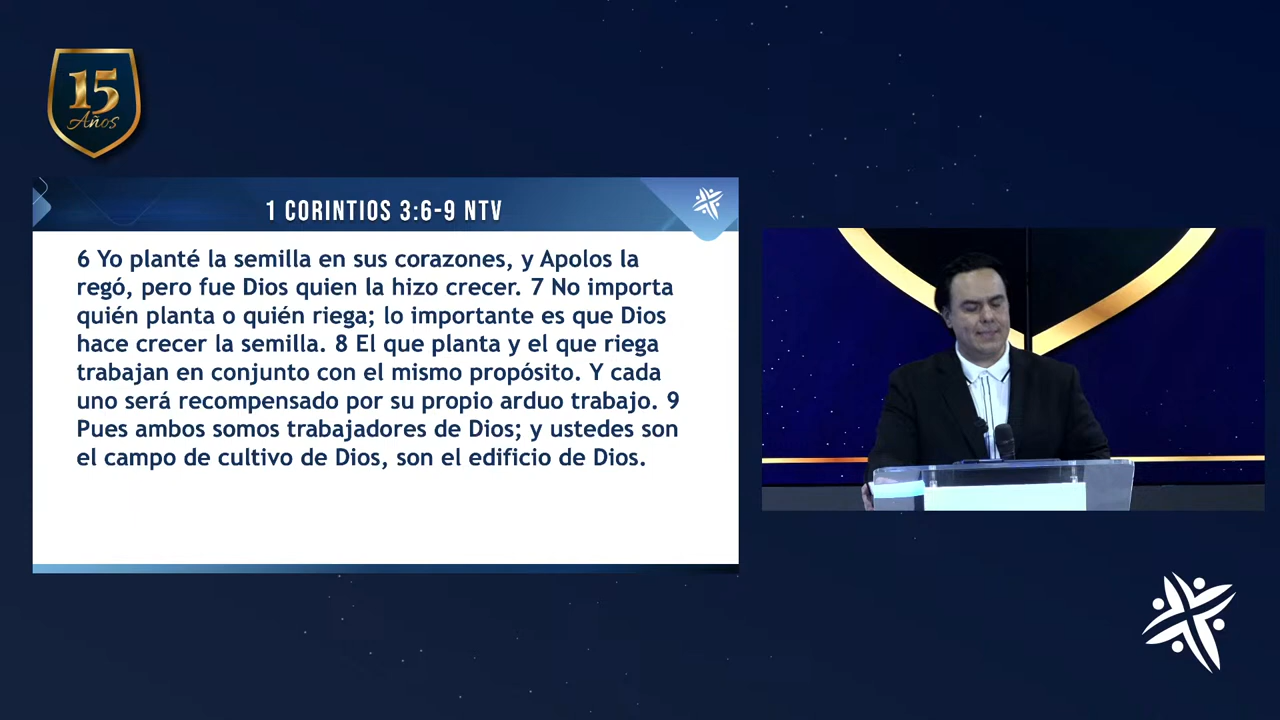 15
Años
1 CORINTIOS 3:6-9 NTV
6 Yo planté la semilla en sus corazones, y Apolos la
regó, pero fue Dios quien la hizo crecer. 7 No importa
quién planta o quién riega; lo importante es que Dios
hace crecer la semilla. 8 El que planta y el que riega
trabajan en conjunto con el mismo propósito. Y cada
uno será recompensado por su propio arduo trabajo. 9
Pues ambos somos trabajadores de Dios; y ustedes son
el campo de cultivo de Dios, son el edificio de Dios.